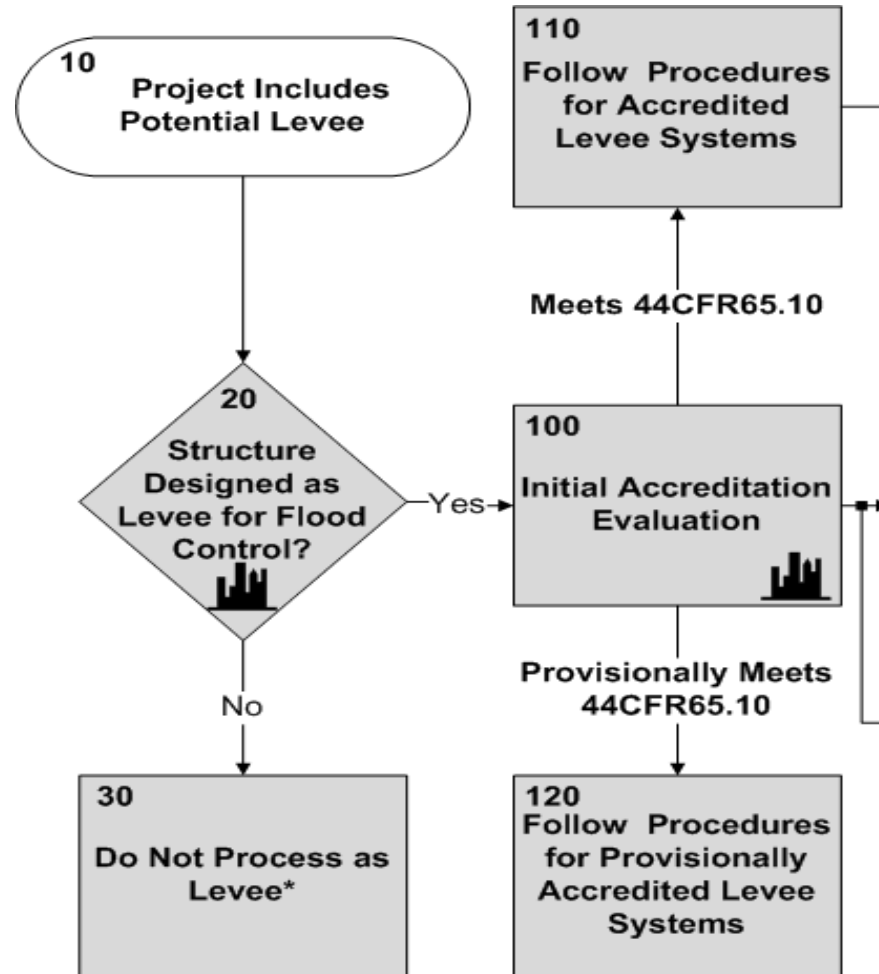 10
Project Includes
Potential Levee
20
Structure
Designed as
Levee for Flood
Control?
Yes
No
30
Do Not Process as
Levee*
110
Follow Procedures
for Accredited
Levee Systems
Meets 44CFR65.10
100
Initial Accreditation
Evaluation
Provisionally Meets
44CFR65.10
120
Follow Procedures
for Provisionally
Accredited Levee
Systems